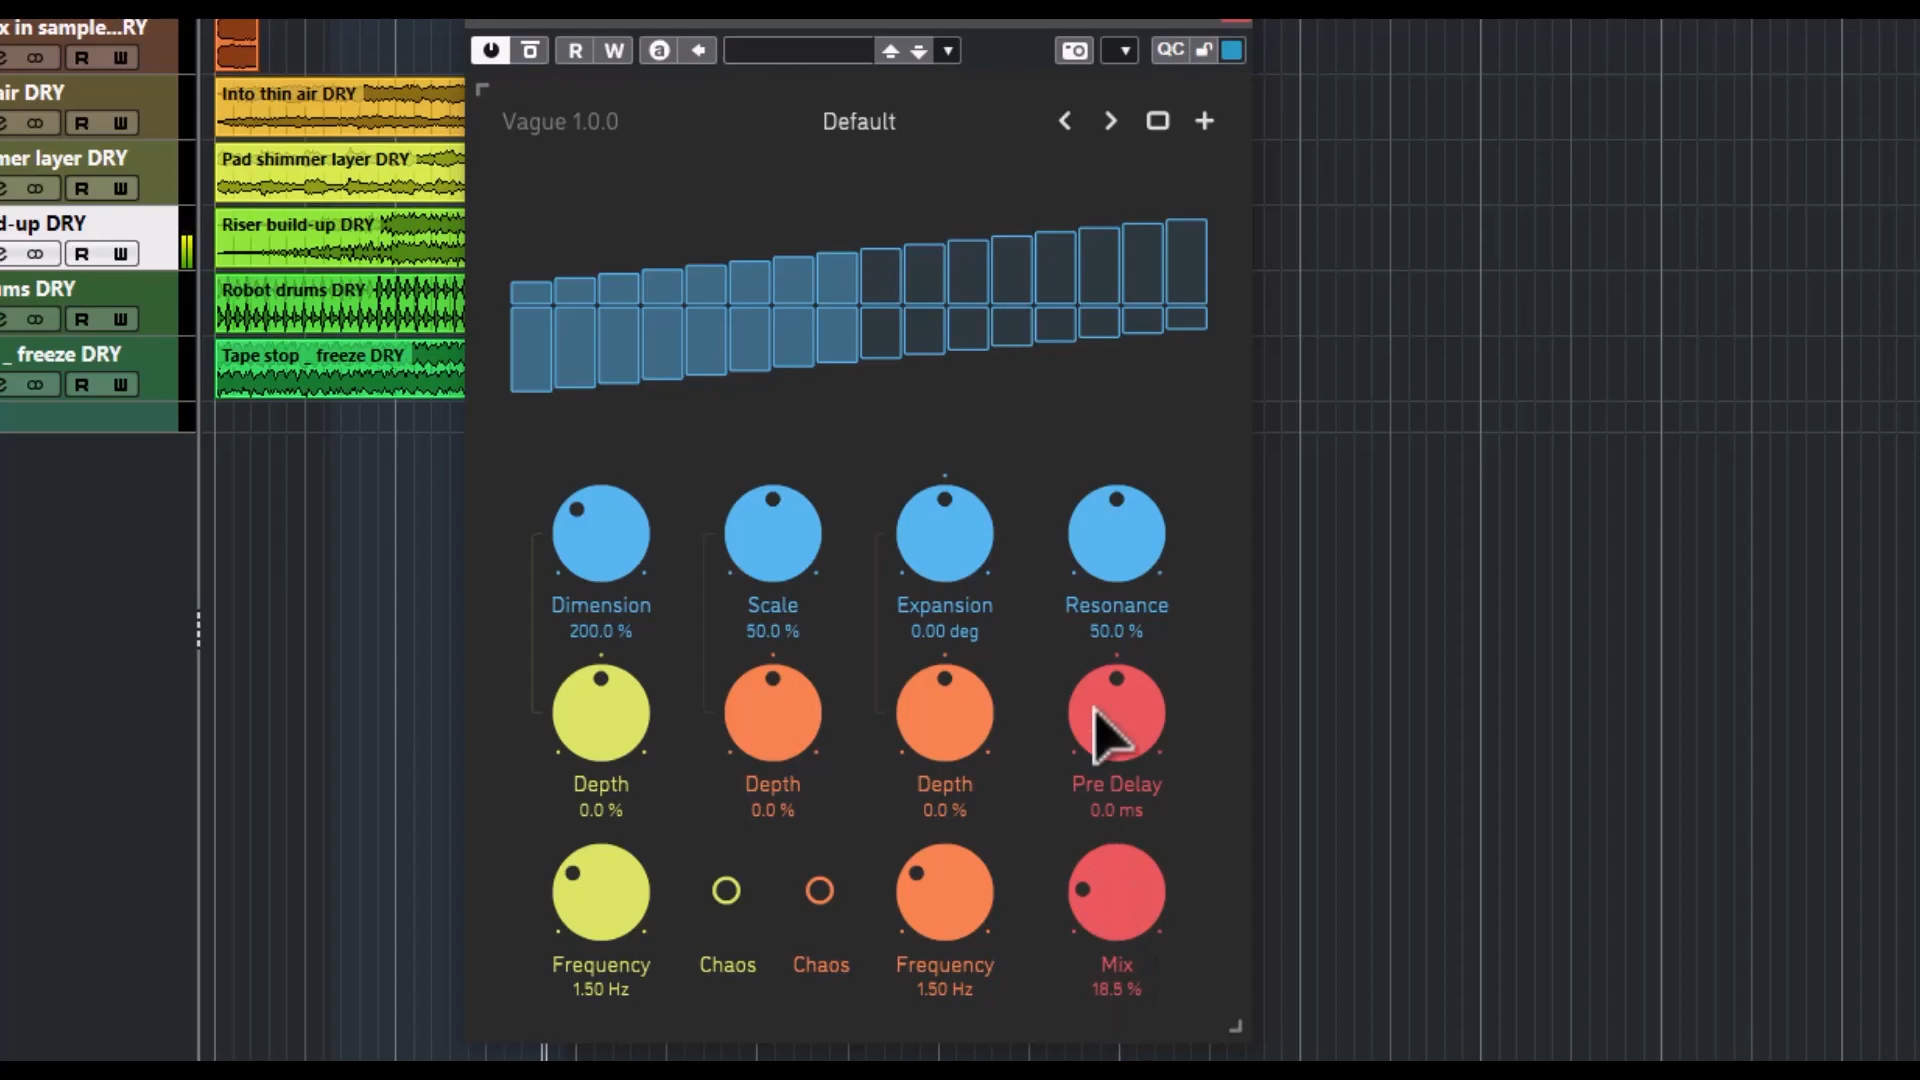 x in sample...RY
R W
R W a QC
air DRY
Into thin air DRY
R W
Vague 1.0.0 Default
mer layer DRY
Pad shimmer layer DRY
R W
d-up DRY
Riser build-up DRY
R W
ms DRY
Robot drums DRY
R W
_ freeze DRY
Tape stop _ freeze DRY
R W
Dimension Scale Expansion Resonance
200.0 % 50.0 % 0.00 deg 50.0 %
Depth Depth Depth Pre Delay
0.0 % 0.0 % 0.0 % 0.0 ms
Frequency Chaos Chaos Frequency Mix
1.50 Hz 1.50 Hz 18.5 %